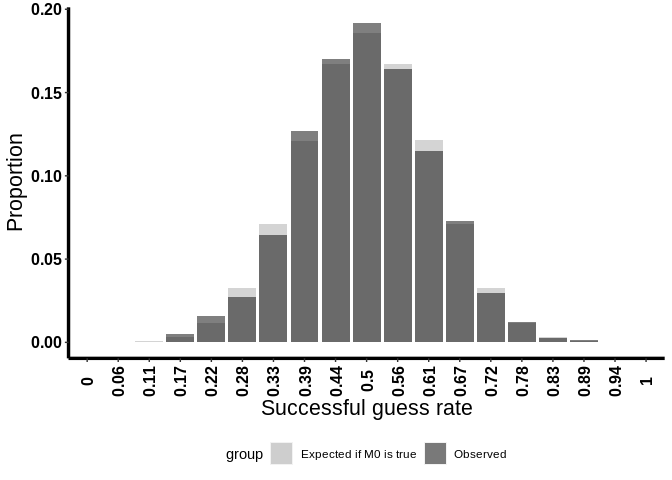 0.20
0.15
0.10
0.05
0.00
Proportion
0 0.06 0.11 0.17 0.22 0.28 0.33 0.39 0.44 0.5 0.56 0.61 0.67 0.72 0.78 0.83 0.89 0.94 1
Successful guess rate
group Expected if M0 is true Observed